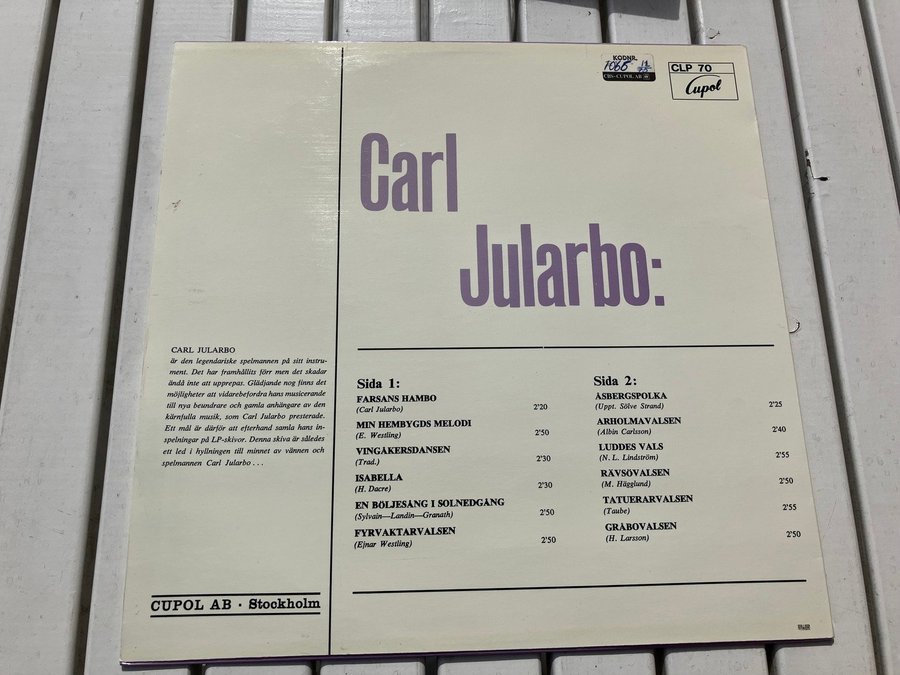 KODNR.
7066
CBS-CUPOL AB
CLP 70
Cupol
Carl
Jularbo:
CARL JULARBO
är den legendariske spelmannen på sitt instru-
ment. Det har framhållits förr men det skadar
ändå inte att upprepas. Glädjande nog finns det
möjligheter att vidarebefordra hans musicerande
till nya beundrare och gamla anhängare av den
kärnfulla musik, som Carl Jularbo presterade.
Ett mål är därför att efterhand samla hans in-
spelningar på LP-skivor. Denna skiva är således
ett led i hyllningen till minnet av vännen och
spelmannen Carl Jularbo . . .
CUPOL AB · Stockholm
Sida 1:
FARSANS HAMBO
(Carl Jularbo) 2'20
MIN HEMBYGDS MELODI
(E. Westling) 2'50
VINGÅKERSDANSEN
(Trad.) 2'30
ISABELLA
(H. Dacre) 2'30
EN BÖLJESÅNG I SOLNEDGÅNG
(Sylvain—Landin—Granath) 2'50
FYRVAKTARVALSEN
(Ejnar Westling) 2'50
Sida 2:
ÅSBERGSPOLKA
(Uppt. Sölve Strand) 2'25
ARHOLMAVALSEN
(Albin Carlsson) 2'40
LUDDES VALS
(N. L. Lindström) 2'55
RÄVSÖVALSEN
(M. Hägglund) 2'50
TATUERARVALSEN
(Taube) 2'55
GRÅBOVALSEN
(H. Larsson) 2'50